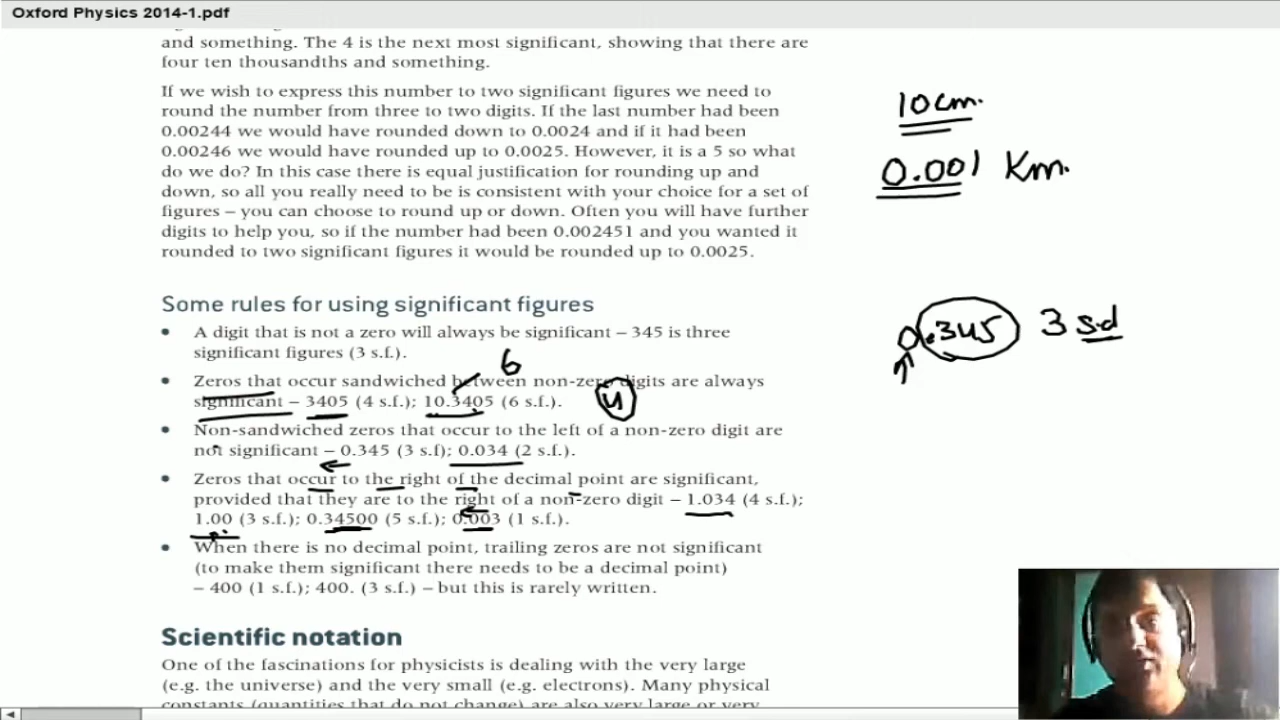 Oxford Physics 2014-1.pdf
and something. The 4 is the next most significant, showing that there are
four ten thousandths and something.
If we wish to express this number to two significant figures we need to
round the number from three to two digits. If the last number had been
0.00244 we would have rounded down to 0.0024 and if it had been
0.00246 we would have rounded up to 0.0025. However, it is a 5 so what
do we do? In this case there is equal justification for rounding up and
down, so all you really need to be is consistent with your choice for a set of
figures – you can choose to round up or down. Often you will have further
digits to help you, so if the number had been 0.002451 and you wanted it
rounded to two significant figures it would be rounded up to 0.0025.
Some rules for using significant figures
• A digit that is not a zero will always be significant – 345 is three
significant figures (3 s.f.).
• Zeros that occur sandwiched between non-zero digits are always
significant – 3405 (4 s.f.); 10.3405 (6 s.f.).
• Non-sandwiched zeros that occur to the left of a non-zero digit are
not significant – 0.345 (3 s.f); 0.034 (2 s.f.).
• Zeros that occur to the right of the decimal point are significant,
provided that they are to the right of a non-zero digit – 1.034 (4 s.f.);
1.00 (3 s.f.); 0.34500 (5 s.f.); 0.003 (1 s.f.).
• When there is no decimal point, trailing zeros are not significant
(to make them significant there needs to be a decimal point)
– 400 (1 s.f.); 400. (3 s.f.) – but this is rarely written.
Scientific notation
One of the fascinations for physicists is dealing with the very large
(e.g. the universe) and the very small (e.g. electrons). Many physical
constants (quantities that do not change) are also very large or very
10cm.
0.001 Km.
0.345 3 s.d
6
4